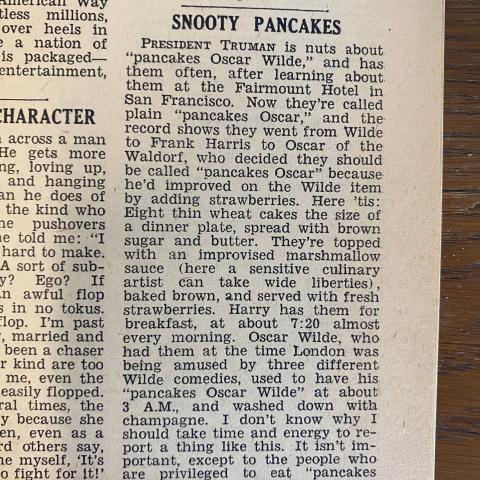 American Way
tless millions,
over heels in
e a nation of
is packaged—
entertainment,
CHARACTER
n across a man
He gets more
ng, loving up,
and hanging
an he does of
the kind who
he pushovers
ne told me: "I
hard to make.
A sort of sub-
y? Ego? If
an awful flop
s in no tokus.
flop. I'm past
y, married and
been a chaser
r kind are too
me, even the
easily flopped.
ral times, the
y because she
en, even as a
rd others say,
ne myself, 'It's
o fight for it!'
SNOOTY PANCAKES
PRESIDENT TRUMAN is nuts about
"pancakes Oscar Wilde," and has
them often, after learning about
them at the Fairmount Hotel in
San Francisco. Now they're called
plain "pancakes Oscar," and the
record shows they went from Wilde
to Frank Harris to Oscar of the
Waldorf, who decided they should
be called "pancakes Oscar" because
he'd improved on the Wilde item
by adding strawberries. Here 'tis:
Eight thin wheat cakes the size of
a dinner plate, spread with brown
sugar and butter. They're topped
with an improvised marshmallow
sauce (here a sensitive culinary
artist can take wide liberties),
baked brown, and served with fresh
strawberries. Harry has them for
breakfast, at about 7:20 almost
every morning. Oscar Wilde, who
had them at the time London was
being amused by three different
Wilde comedies, used to have his
"pancakes Oscar Wilde" at about
3 A.M., and washed down with
champagne. I don't know why I
should take time and energy to re-
port a thing like this. It isn't im-
portant, except to the people who
are privileged to eat "pancakes